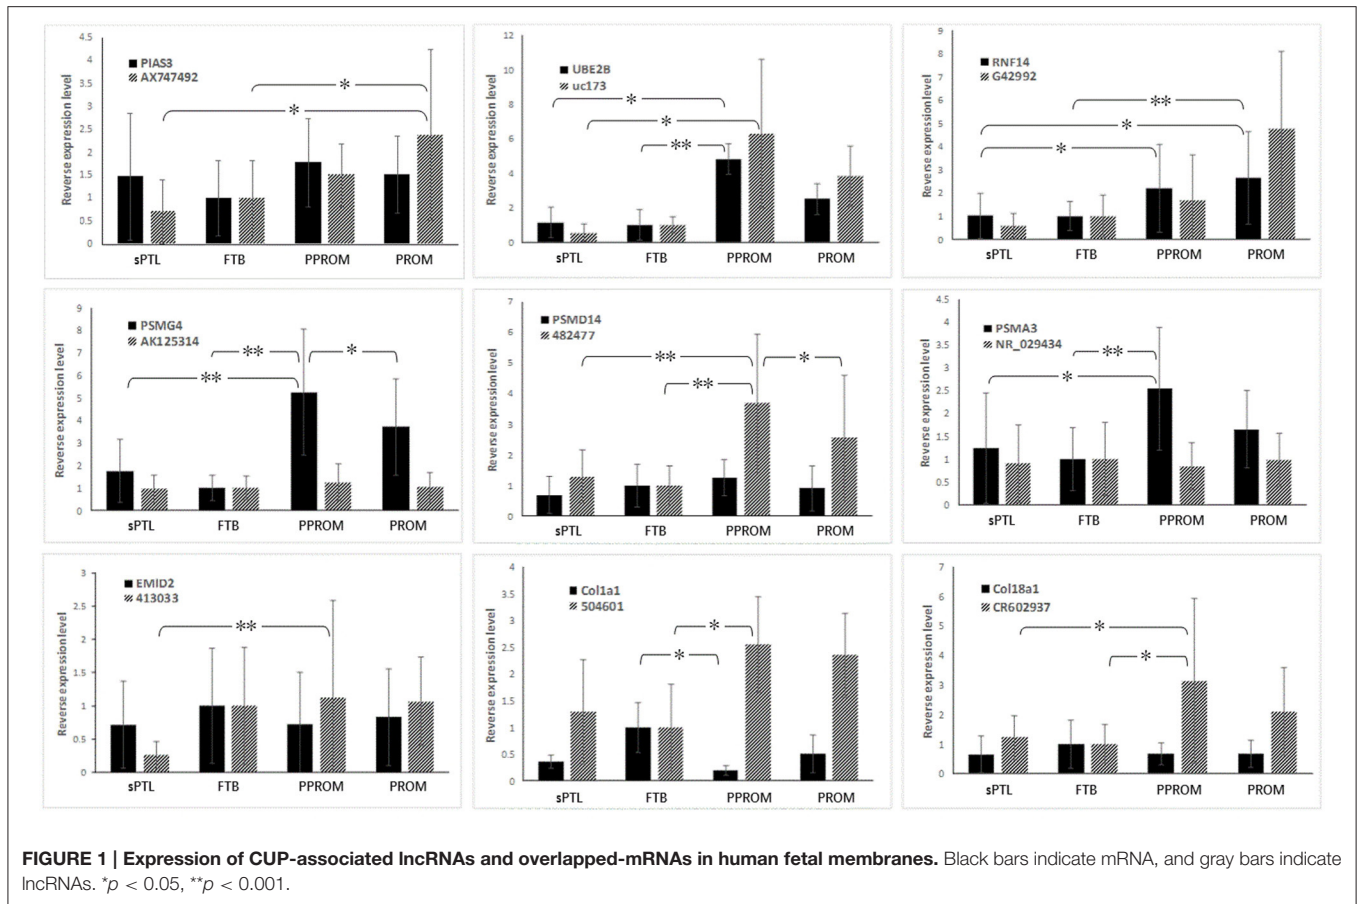 4.5
4
3.5
3
2.5
2
1.5
1
0.5
0
Reverse expression level
PIAS3
AX747492
*
*
sPTL FTB PPROM PROM
12
10
8
6
4
2
0
Reverse expression level
UBE2B
uc173
*
*
**
sPTL FTB PPROM PROM
9
8
7
6
5
4
3
2
1
0
Reverse expression level
RNF14
G42992
**
*
*
sPTL FTB PPROM PROM
9
8
7
6
5
4
3
2
1
0
Reverse expression level
PSMG4
AK125314
** *
**
sPTL FTB PPROM PROM
7
6
5
4
3
2
1
0
Reverse expression level
PSMD14
482477
** *
**
sPTL FTB PPROM PROM
4.5
4
3.5
3
2.5
2
1.5
1
0.5
0
Reverse expression level
PSMA3
NR_029434
**
*
sPTL FTB PPROM PROM
3
2.5
2
1.5
1
0.5
0
Reverse expression level
EMID2
413033
**
sPTL FTB PPROM PROM
4
3.5
3
2.5
2
1.5
1
0.5
0
Reverse expression level
Col1a1
504601
*
*
sPTL FTB PPROM PROM
7
6
5
4
3
2
1
0
Reverse expression level
Col18a1
CR602937
*
*
sPTL FTB PPROM PROM
FIGURE 1 | Expression of CUP-associated lncRNAs and overlapped-mRNAs in human fetal membranes. Black bars indicate mRNA, and gray bars indicate
lncRNAs. *p < 0.05, **p < 0.001.